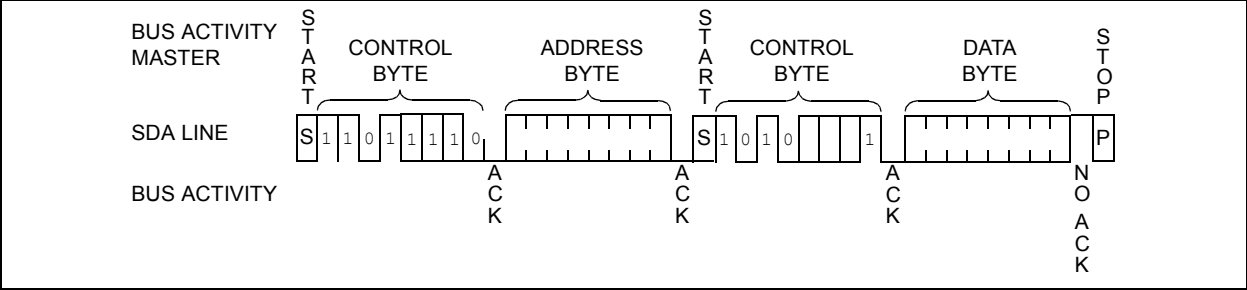 BUS ACTIVITY
MASTER
START
CONTROL
BYTE
ADDRESS
BYTE
START
CONTROL
BYTE
DATA
BYTE
STOP
SDA LINE
S 1 1 0 1 1 1 1 0
S 1 0 1 0 1
P
BUS ACTIVITY
ACK
ACK
ACK
NO ACK